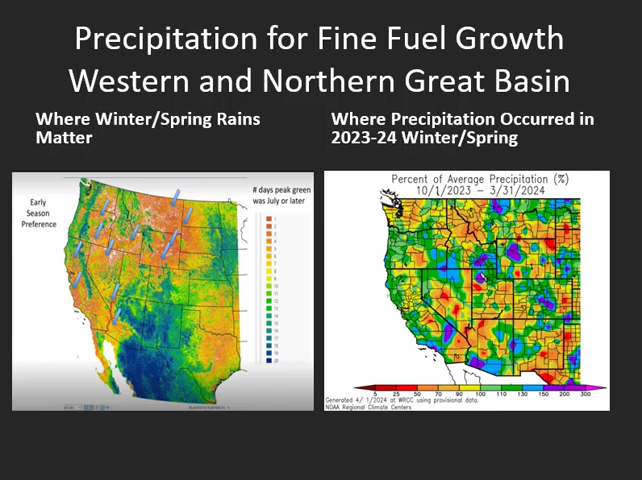 Precipitation for Fine Fuel Growth
Western and Northern Great Basin
Where Winter/Spring Rains
Matter
Where Precipitation Occurred in
2023-24 Winter/Spring
Early
Season
Preference
# days peak green
was July or later
Percent of Average Precipitation (%)
10/1/2023 – 3/31/2024
5 25 50 70 90 100 110 130 150 200 300
Generated 4/ 1/2024 at WRCC using provisional data.
NOAA Regional Climate Centers